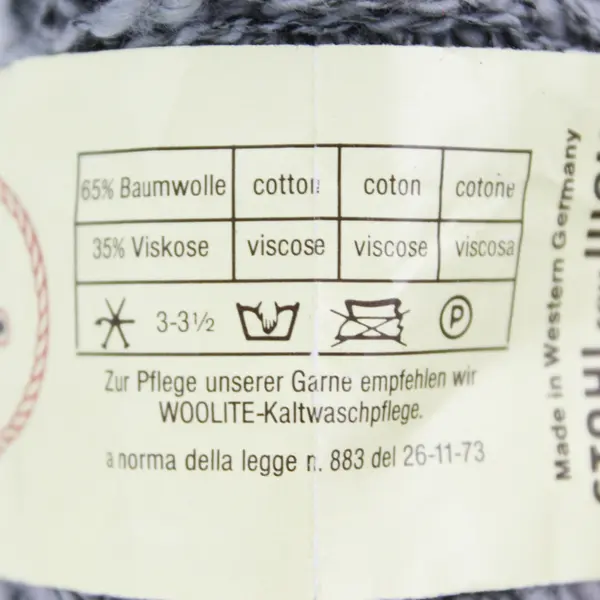 65% Baumwolle cotton coton cotone
35% Viskose viscose viscose viscosa
3-3½ P
Zur Pflege unserer Garne empfehlen wir
WOOLITE-Kaltwaschpflege.
a norma della legge n. 883 del 26-11-73
Made in Western Germany